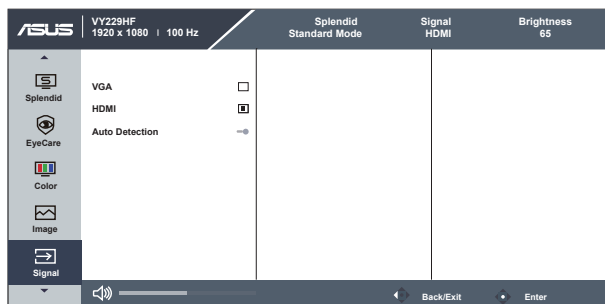 ASUS
VY229HF
1920 x 1080 | 100 Hz
Splendid
Standard Mode
Signal
HDMI
Brightness
65
Splendid
EyeCare
Color
Image
Signal
VGA
HDMI
Auto Detection
Back/Exit
Enter